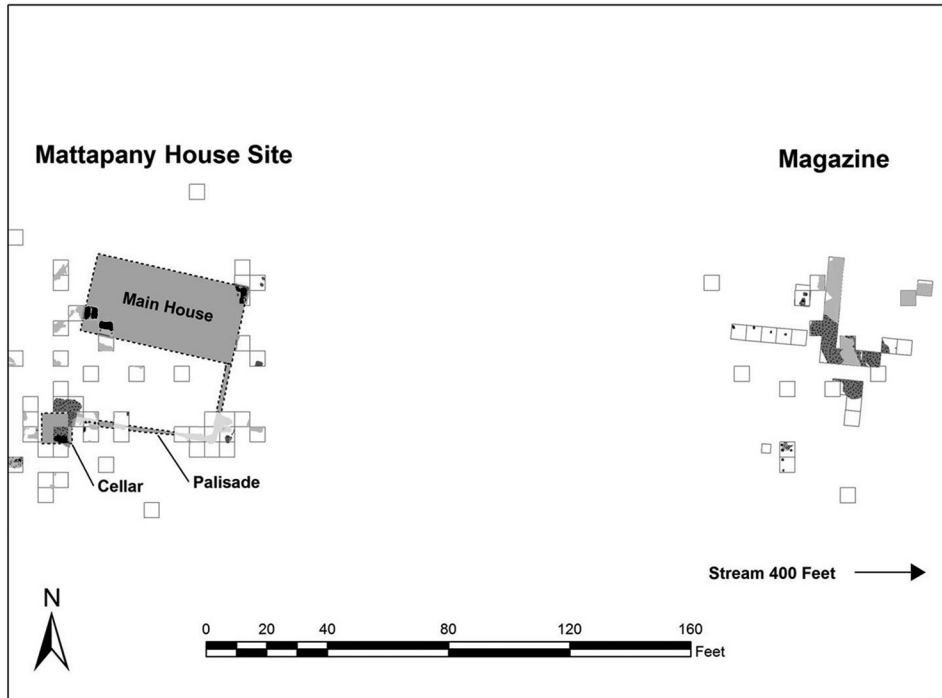 Mattapany House Site
Magazine
Main House
Cellar
Palisade
Stream 400 Feet
N
0 20 40 80 120 160
Feet